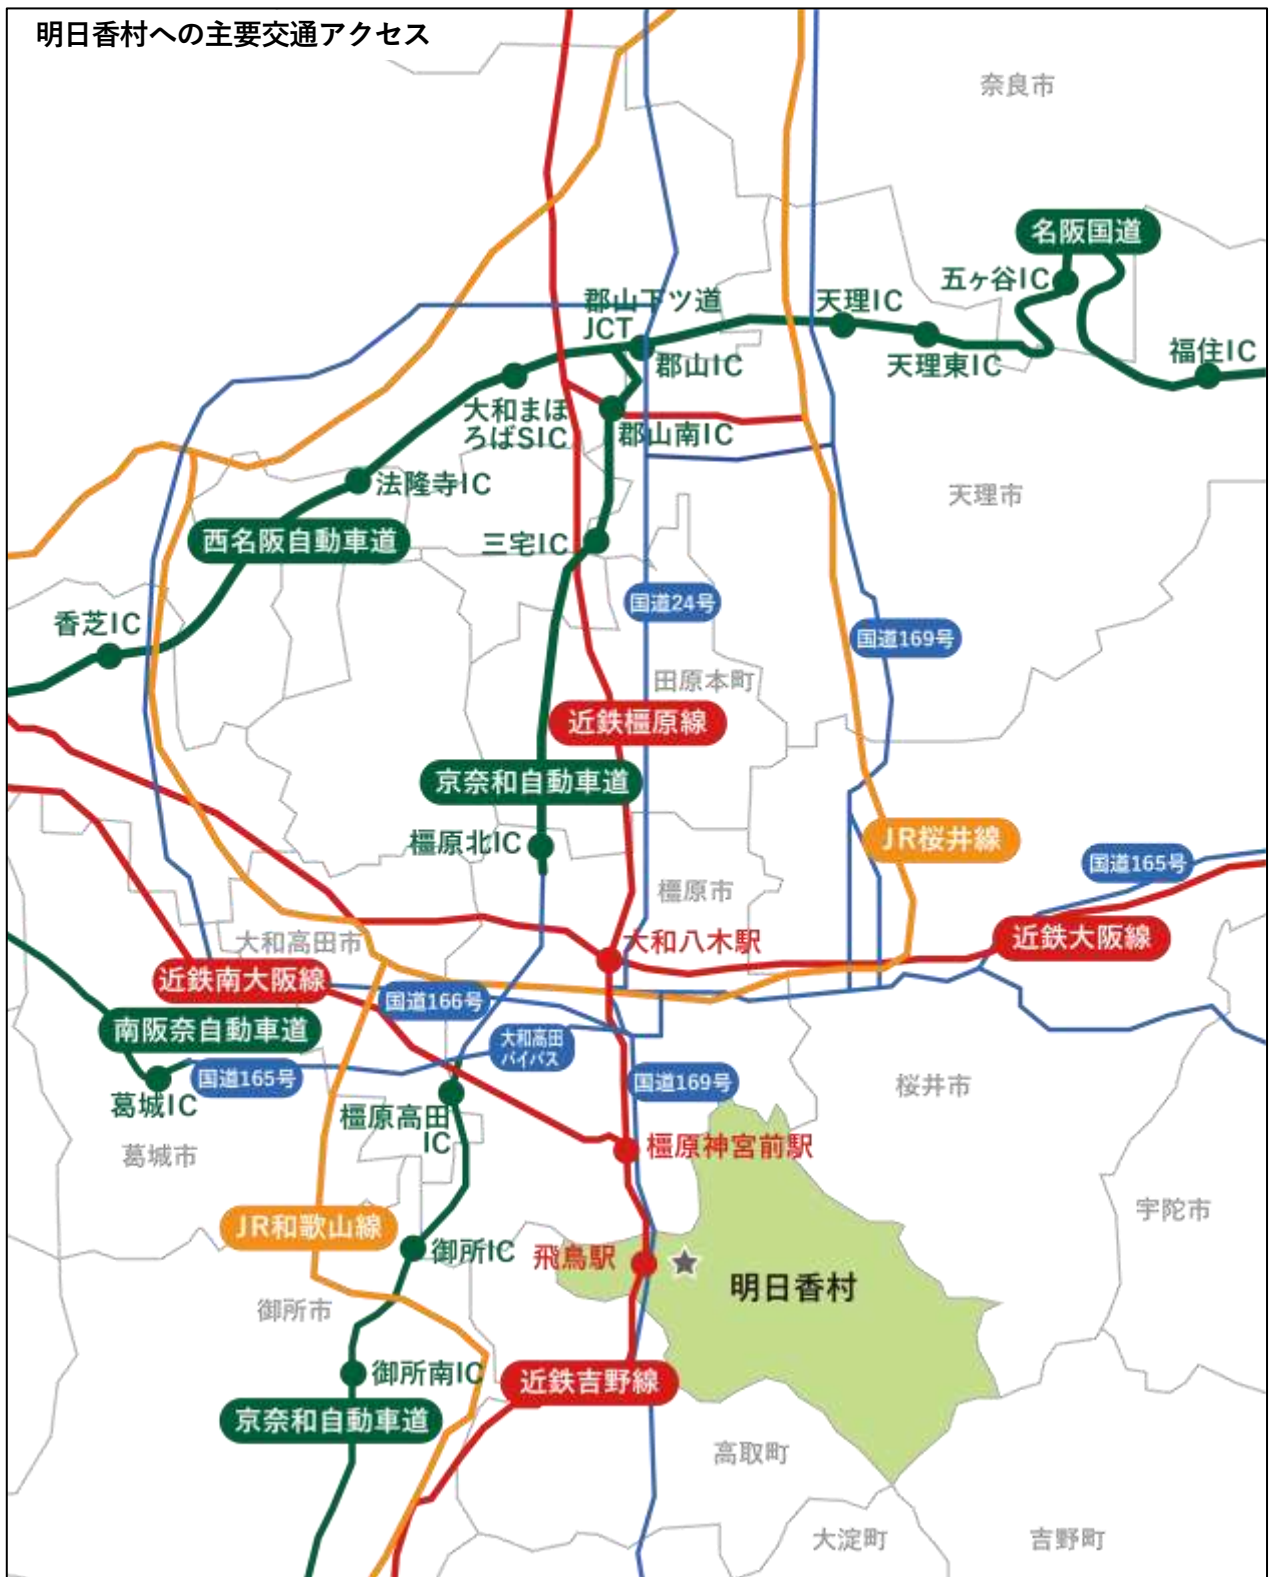 明日香村への主要交通アクセス
奈良市
名阪国道
五ヶ谷IC
郡山下ツ道
JCT
天理IC
郡山IC
天理東IC
福住IC
大和まほ
ろばSIC
郡山南IC
法隆寺IC
天理市
西名阪自動車道
三宅IC
国道24号
香芝IC
国道169号
田原本町
近鉄橿原線
京奈和自動車道
橿原北IC
JR桜井線
国道165号
橿原市
大和高田市
大和八木駅
近鉄大阪線
近鉄南大阪線
国道166号
南阪奈自動車道
大和高田
バイパス
国道165号
国道169号
桜井市
葛城IC
橿原高田
IC
葛城市
橿原神宮前駅
宇陀市
JR和歌山線
御所IC
飛鳥駅
明日香村
御所市
御所南IC
近鉄吉野線
京奈和自動車道
高取町
大淀町
吉野町